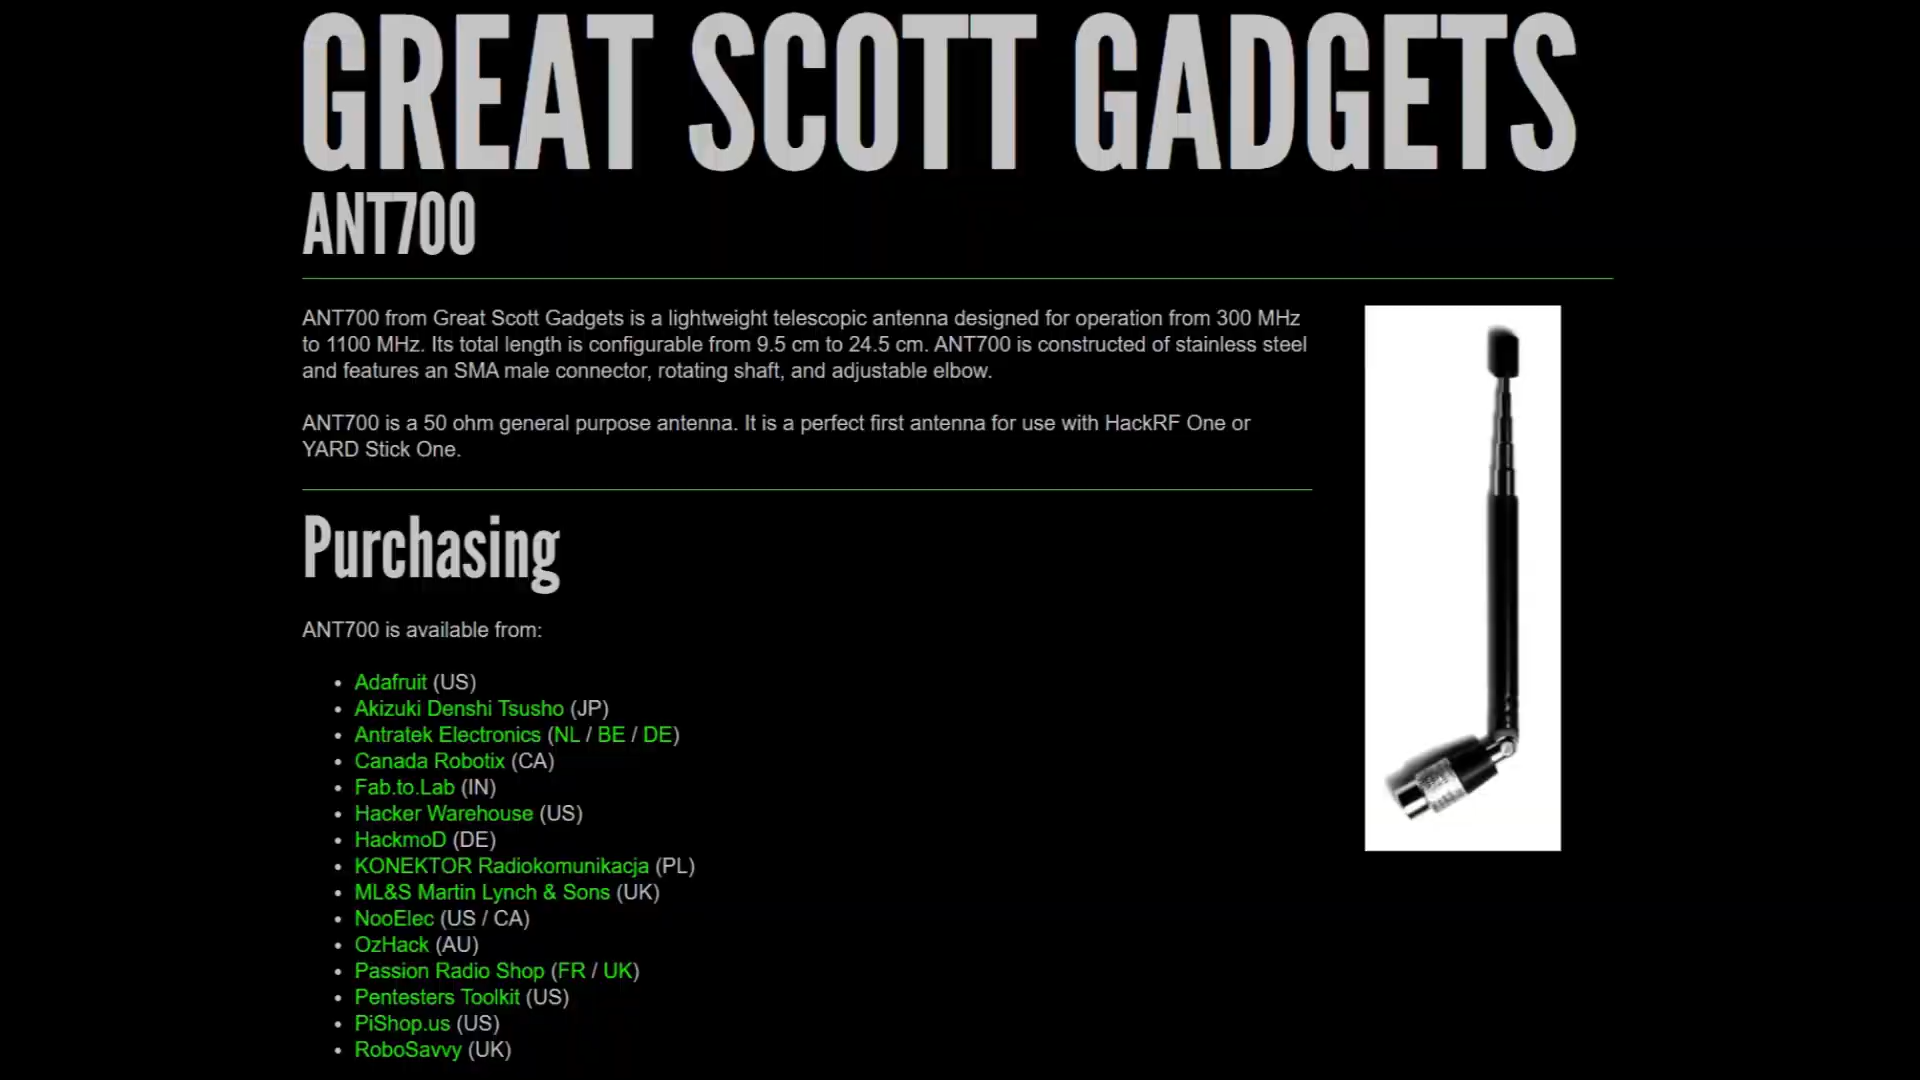 GREAT SCOTT GADGETS
ANT700
ANT700 from Great Scott Gadgets is a lightweight telescopic antenna designed for operation from 300 MHz
to 1100 MHz. Its total length is configurable from 9.5 cm to 24.5 cm. ANT700 is constructed of stainless steel
and features an SMA male connector, rotating shaft, and adjustable elbow.
ANT700 is a 50 ohm general purpose antenna. It is a perfect first antenna for use with HackRF One or
YARD Stick One.
Purchasing
ANT700 is available from:
• Adafruit (US)
• Akizuki Denshi Tsusho (JP)
• Antratek Electronics (NL / BE / DE)
• Canada Robotix (CA)
• Fab.to.Lab (IN)
• Hacker Warehouse (US)
• HackmoD (DE)
• KONEKTOR Radiokomunikacja (PL)
• ML&S Martin Lynch & Sons (UK)
• NooElec (US / CA)
• OzHack (AU)
• Passion Radio Shop (FR / UK)
• Pentesters Toolkit (US)
• PiShop.us (US)
• RoboSavvy (UK)